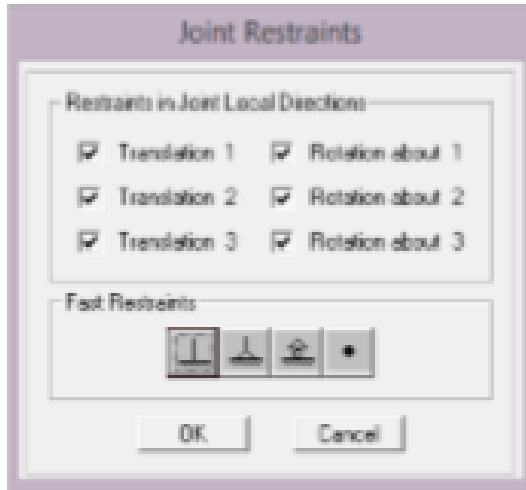 Joint Restraints
Restraints in Joint Local Directions
Translation 1 Rotation about 1
Translation 2 Rotation about 2
Translation 3 Rotation about 3
Fast Restraints
OK Cancel